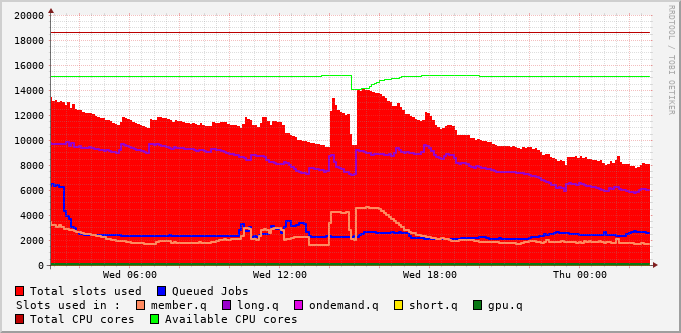 20000
18000
16000
14000
12000
10000
8000
6000
4000
2000
0
Wed 06:00 Wed 12:00 Wed 18:00 Thu 00:00
RRDTOOL / TOBI OETIKER
Total slots used Queued Jobs
Slots used in : member.q long.q ondemand.q short.q gpu.q
Total CPU cores Available CPU cores